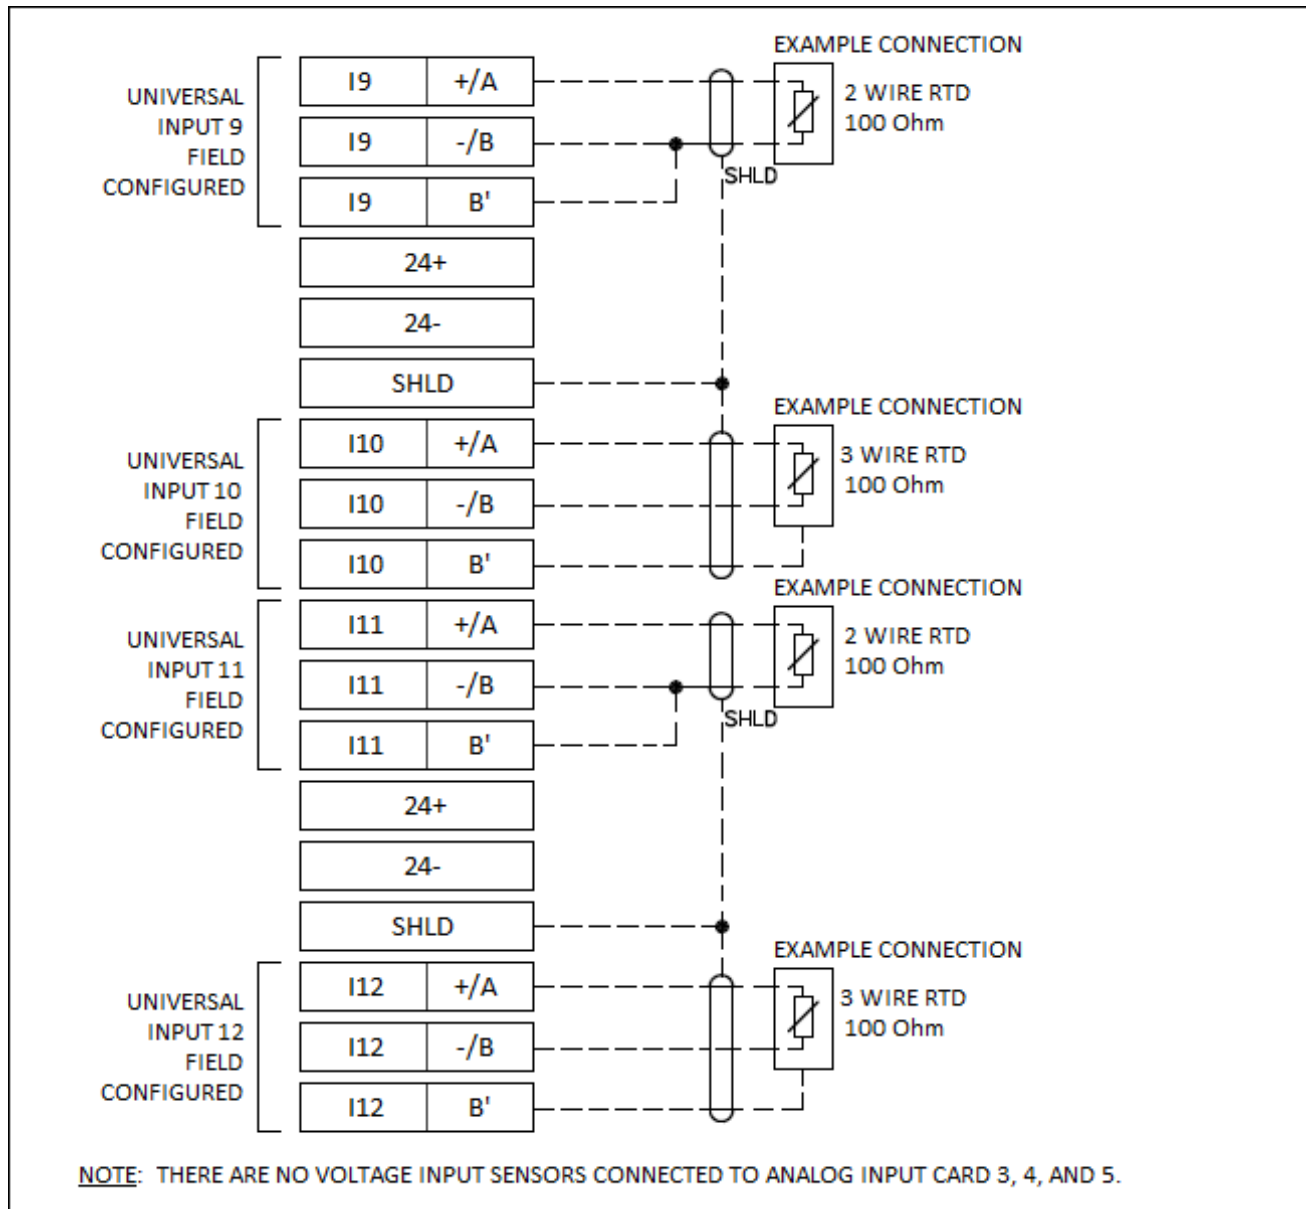 EXAMPLE CONNECTION
UNIVERSAL
INPUT 9
FIELD
CONFIGURED
I9 +/A
I9 -/B
I9 B'
2 WIRE RTD
100 Ohm
SHLD
24+
24-
SHLD
EXAMPLE CONNECTION
UNIVERSAL
INPUT 10
FIELD
CONFIGURED
I10 +/A
I10 -/B
I10 B'
3 WIRE RTD
100 Ohm
EXAMPLE CONNECTION
UNIVERSAL
INPUT 11
FIELD
CONFIGURED
I11 +/A
I11 -/B
I11 B'
2 WIRE RTD
100 Ohm
SHLD
24+
24-
SHLD
EXAMPLE CONNECTION
UNIVERSAL
INPUT 12
FIELD
CONFIGURED
I12 +/A
I12 -/B
I12 B'
3 WIRE RTD
100 Ohm
NOTE: THERE ARE NO VOLTAGE INPUT SENSORS CONNECTED TO ANALOG INPUT CARD 3, 4, AND 5.